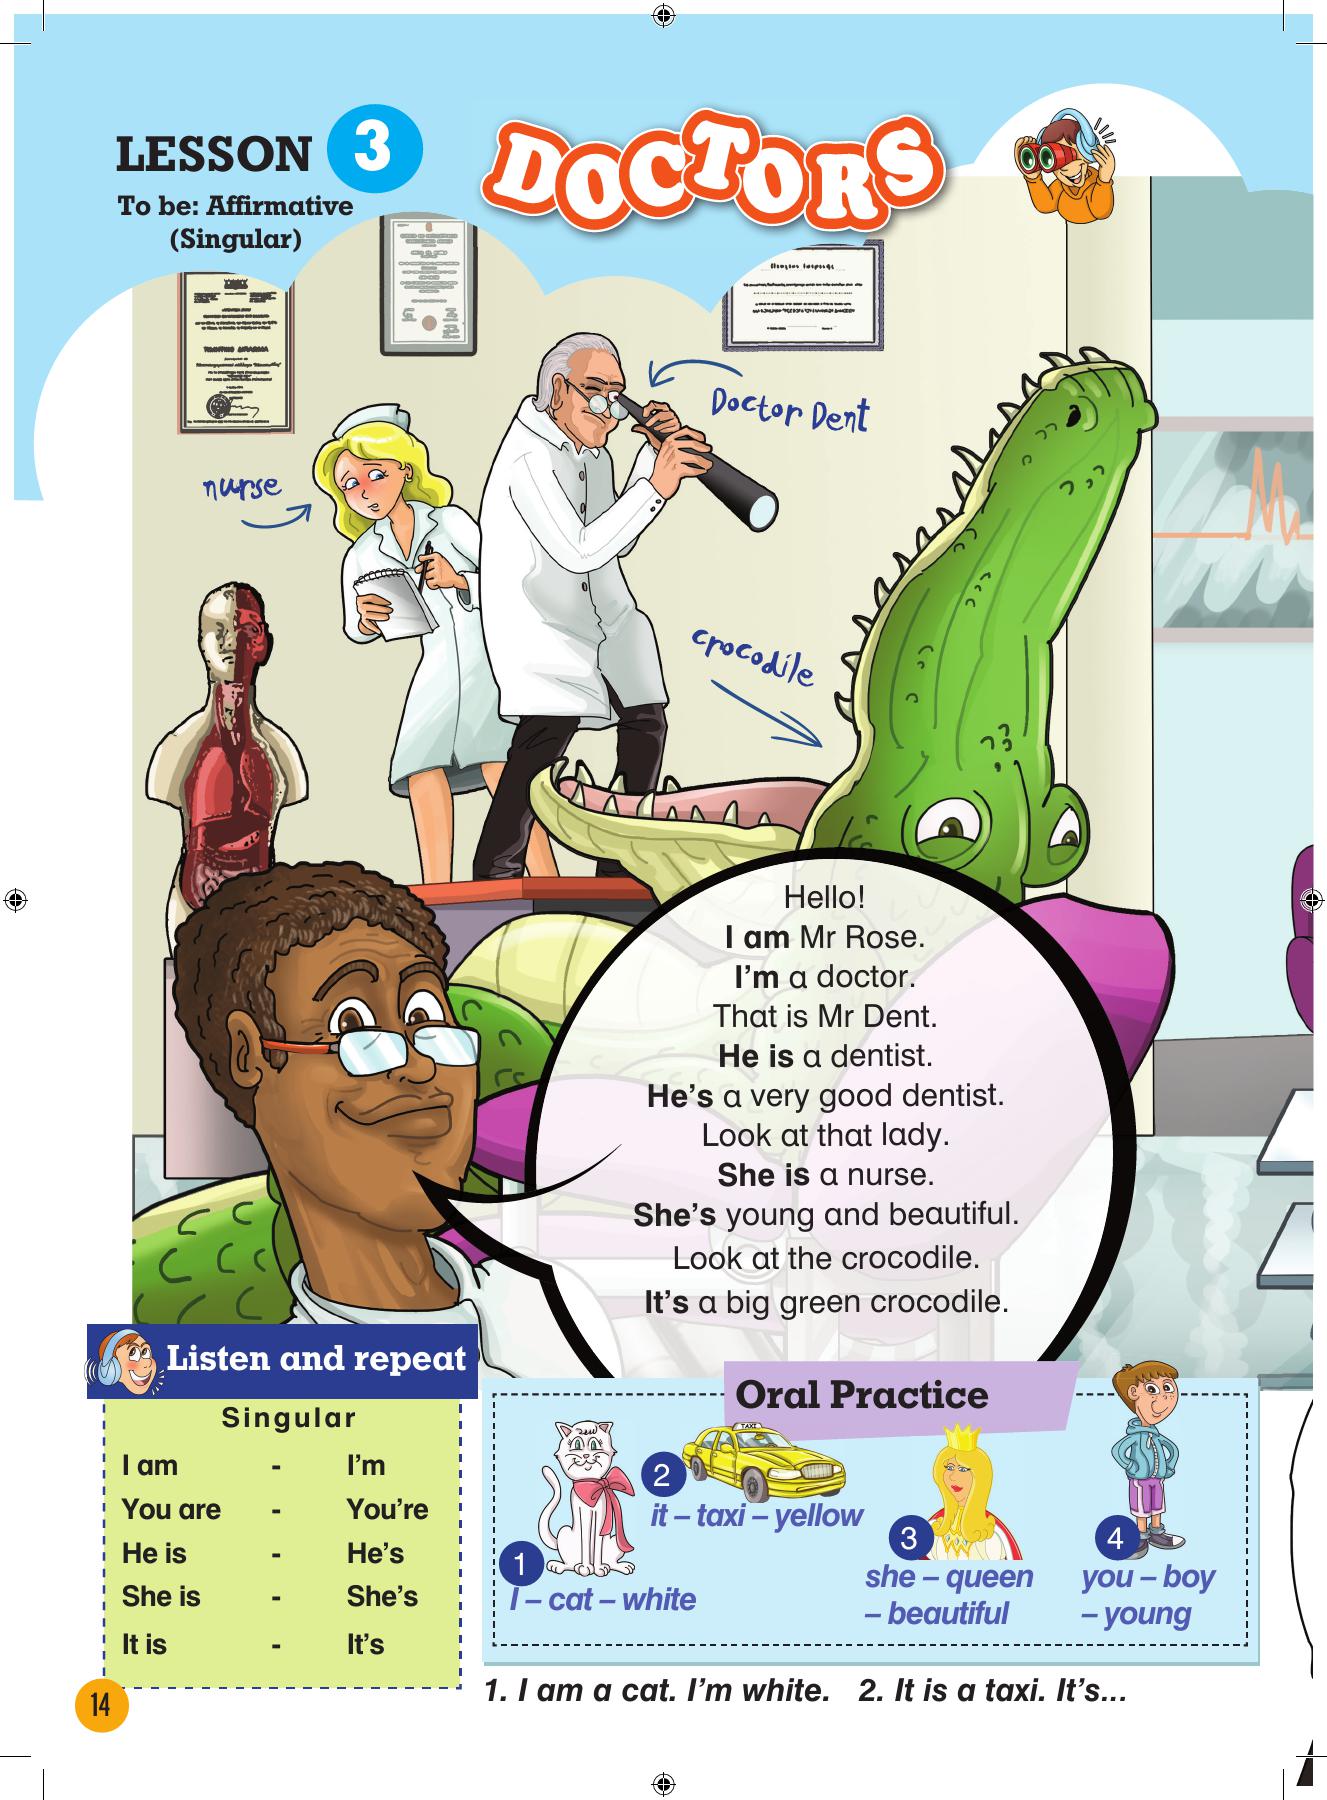 LESSON 3
To be: Affirmative
(Singular)
DOCTORS
Doctor Dent
nurse
crocodile
Hello!
I am Mr Rose.
I'm a doctor.
That is Mr Dent.
He is a dentist.
He's a very good dentist.
Look at that lady.
She is a nurse.
She's young and beautiful.
Look at the crocodile.
It's a big green crocodile.
Listen and repeat
Singular
I am - I'm
You are - You're
He is - He's
She is - She's
It is - It's
Oral Practice
TAXI
1
I – cat – white
2
it – taxi – yellow
3
she – queen
– beautiful
4
you – boy
– young
1. I am a cat. I'm white. 2. It is a taxi. It's...
14